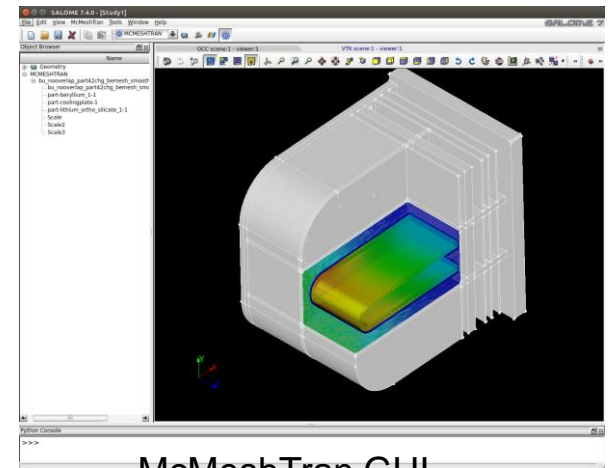 SALOME 7.4.0 - [Study1]
File Edit View McMeshTran Tools Window Help
SALOME 7
MCMESHTRAN
Object Browser
OCC scene:1 - viewer:1
VTK scene:1 - viewer:1
Name
Geometry
MCMESHTRAN
bu_nooverlap_part42chg_bemesh_smooth
bu_nooverlap_part42chg_bemesh_smo
part-beryllium_1-1
part-coolingplate-1
part-lithium_ortho_silicate_1-1
Scale
Scale2
Scale3
Python Console
>>>
McMeshTran GUI